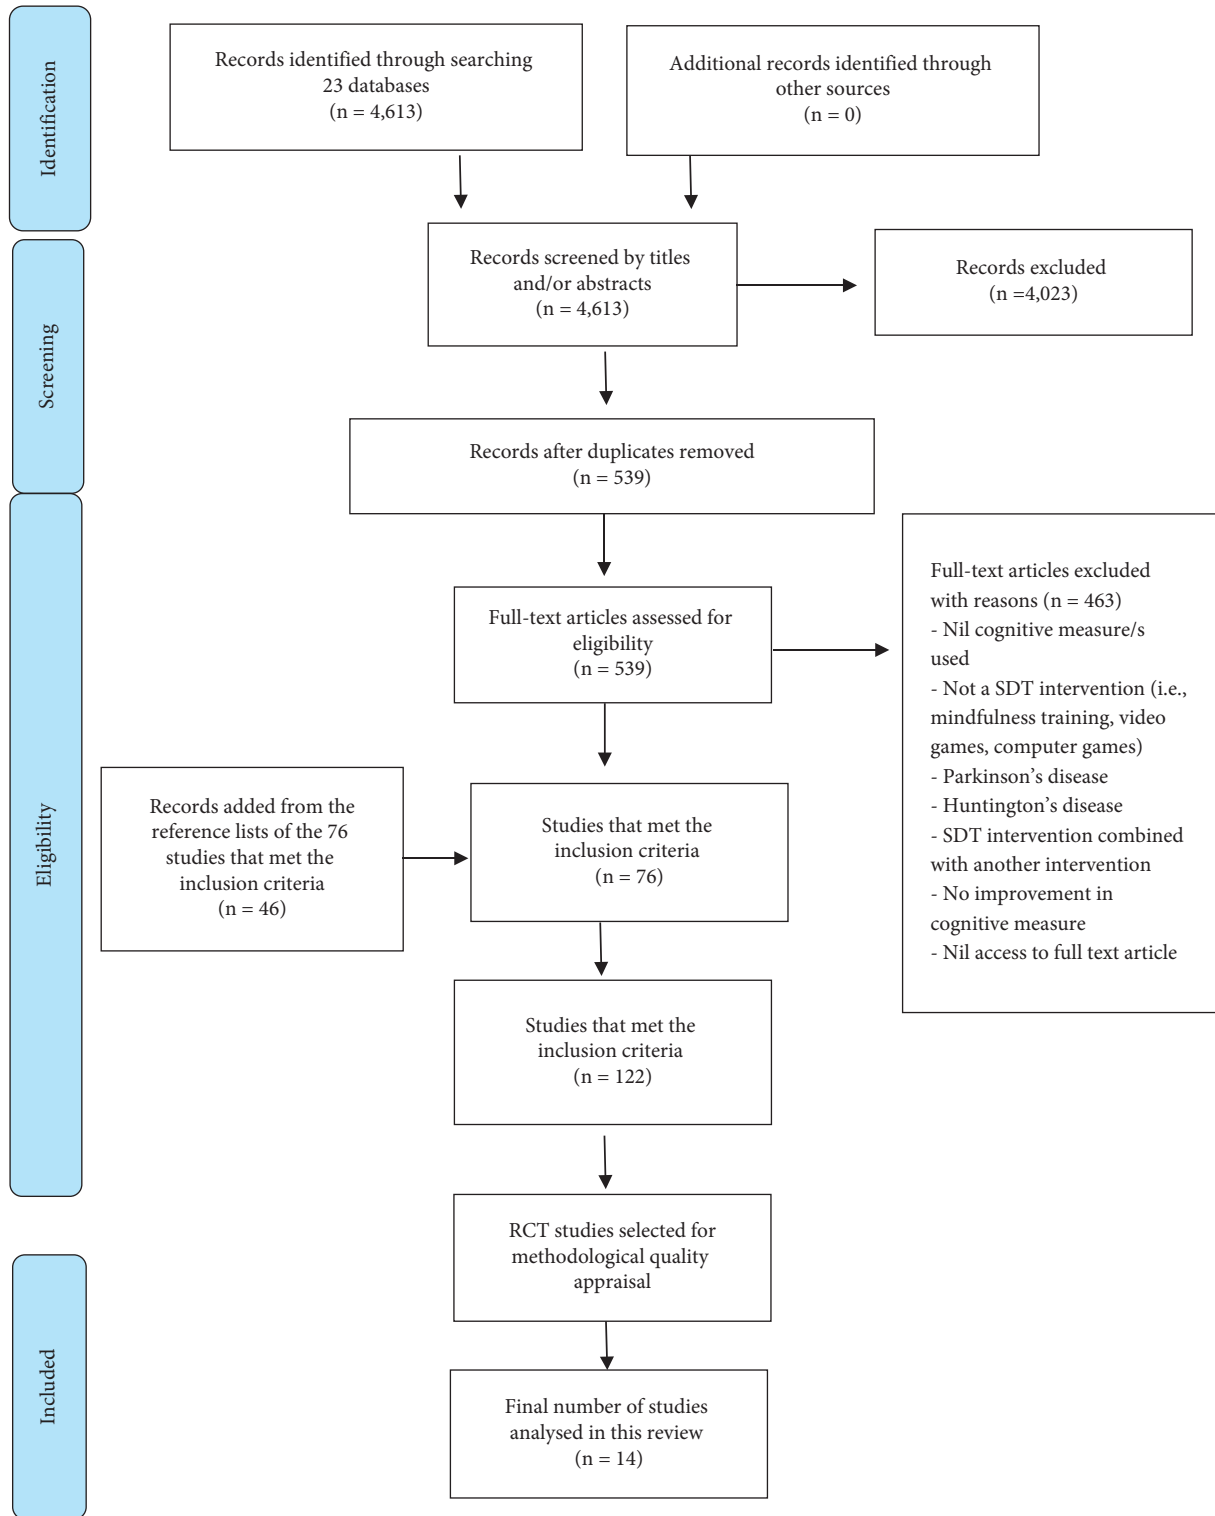 Identification
Records identified through searching
23 databases
(n = 4,613)
Additional records identified through
other sources
(n = 0)
Screening
Records screened by titles
and/or abstracts
(n = 4,613)
Records excluded
(n =4,023)
Records after duplicates removed
(n = 539)
Eligibility
Full-text articles assessed for
eligibility
(n = 539)
Full-text articles excluded
with reasons (n = 463)
- Nil cognitive measure/s
used
- Not a SDT intervention (i.e.,
mindfulness training, video
games, computer games)
- Parkinson's disease
- Huntington's disease
- SDT intervention combined
with another intervention
- No improvement in
cognitive measure
- Nil access to full text article
Records added from the
reference lists of the 76
studies that met the
inclusion criteria
(n = 46)
Studies that met the
inclusion criteria
(n = 76)
Studies that met the
inclusion criteria
(n = 122)
RCT studies selected for
methodological quality
appraisal
Included
Final number of studies
analysed in this review
(n = 14)